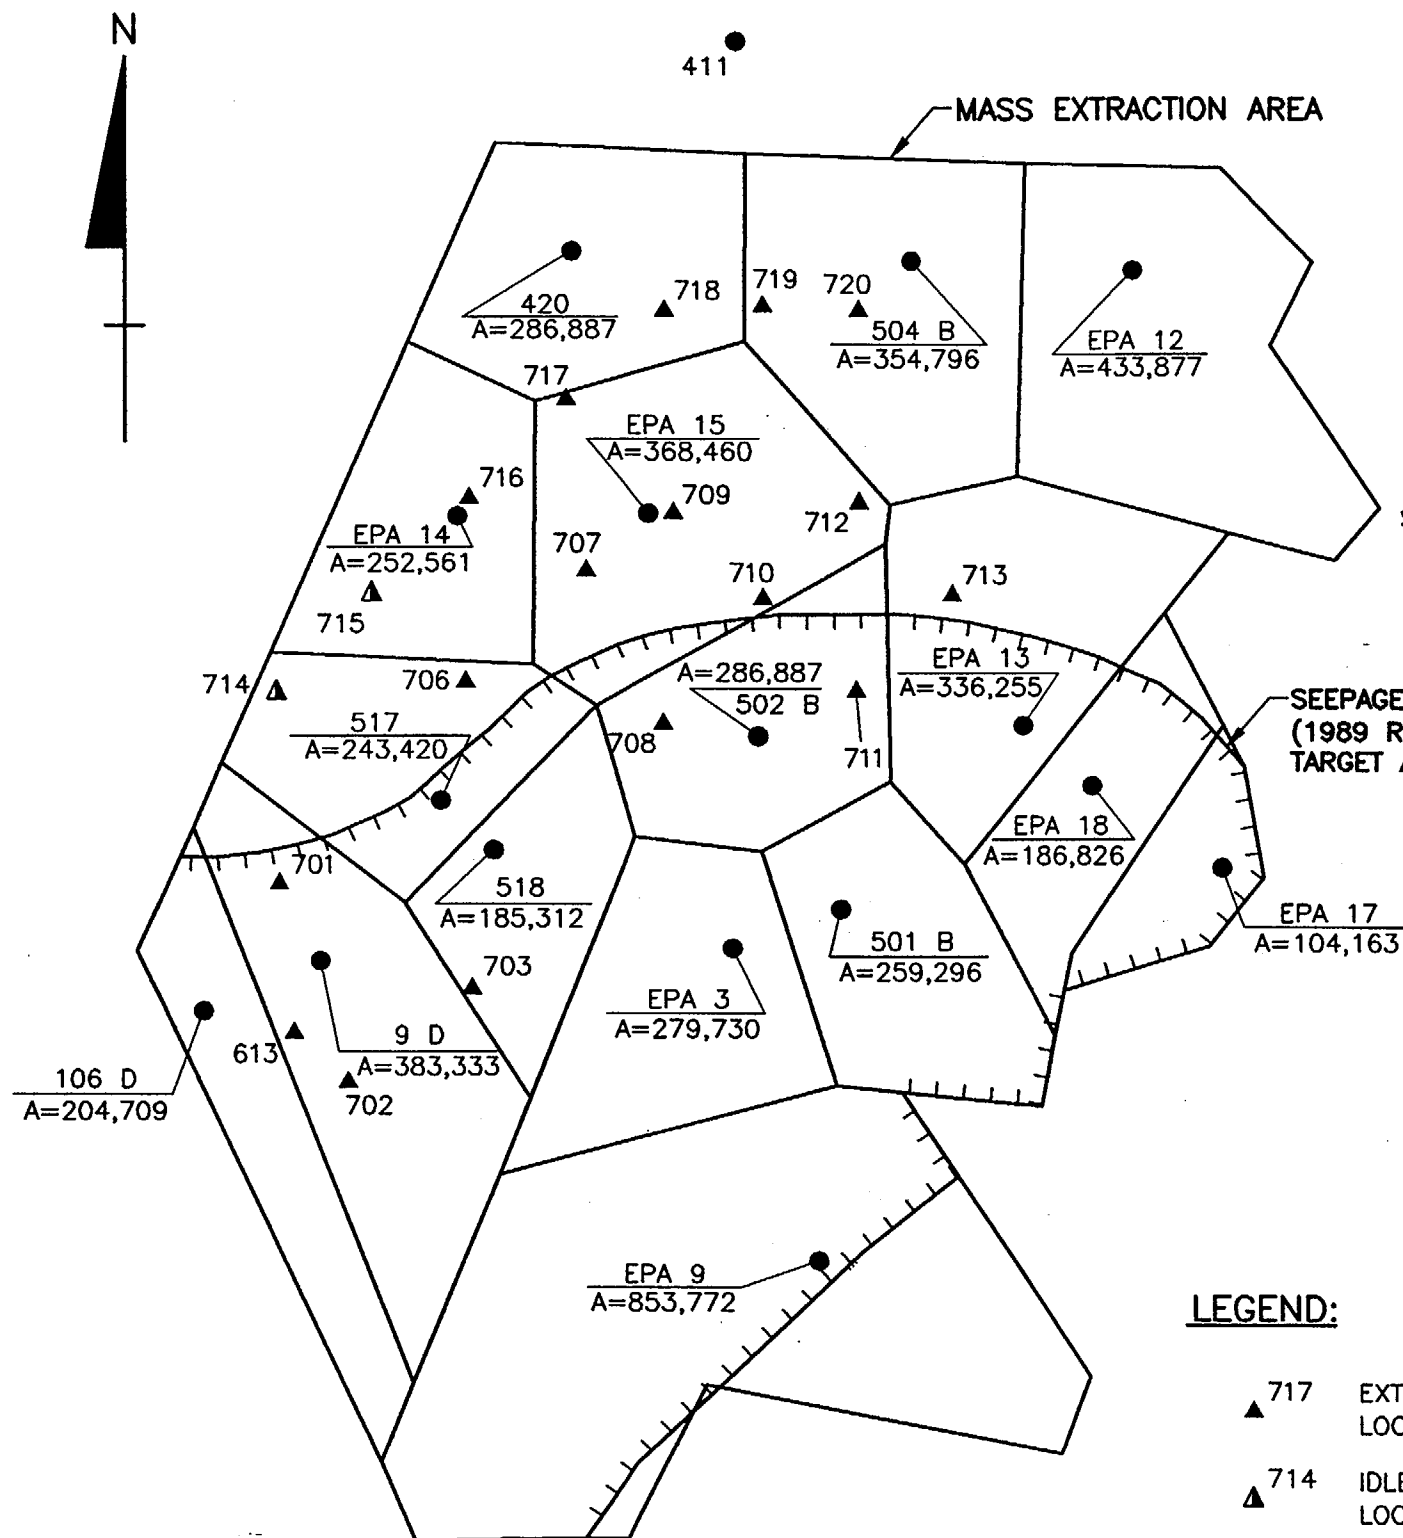 N
411
MASS EXTRACTION AREA
420
A=286,887
718
719
720
504 B
A=354,796
EPA 12
A=433,877
717
EPA 15
A=368,460
716
709
712
EPA 14
A=252,561
707
715
710
713
714
706
A=286,887
502 B
EPA 13
A=336,255
517
A=243,420
708
711
SEEPAGE
(1989 R
TARGET
EPA 18
A=186,826
701
518
A=185,312
EPA 17
A=104,163
501 B
A=259,296
703
EPA 3
A=279,730
613
9 D
A=383,333
106 D
A=204,709
702
EPA 9
A=853,772
LEGEND:
717 EXT
LOC
714 IDLE
LOC